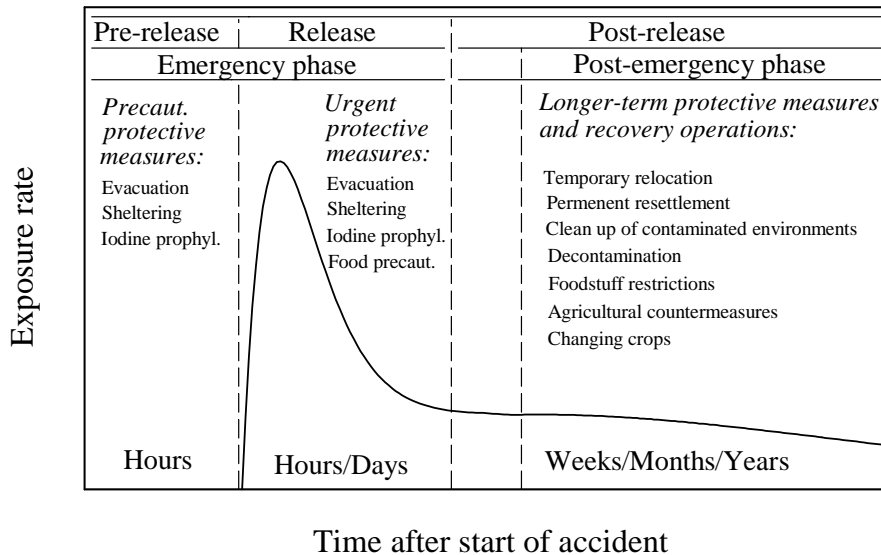 Pre-release
Release
Post-release
Emergency phase
Post-emergency phase
Precaut.
protective
measures:
Evacuation
Sheltering
Iodine prophyl.
Urgent
protective
measures:
Evacuation
Sheltering
Iodine prophyl.
Food precaut.
Longer-term protective measures
and recovery operations:
Temporary relocation
Permenent resettlement
Clean up of contaminated environments
Decontamination
Foodstuff restrictions
Agricultural countermeasures
Changing crops
Exposure rate
Hours
Hours/Days
Weeks/Months/Years
Time after start of accident